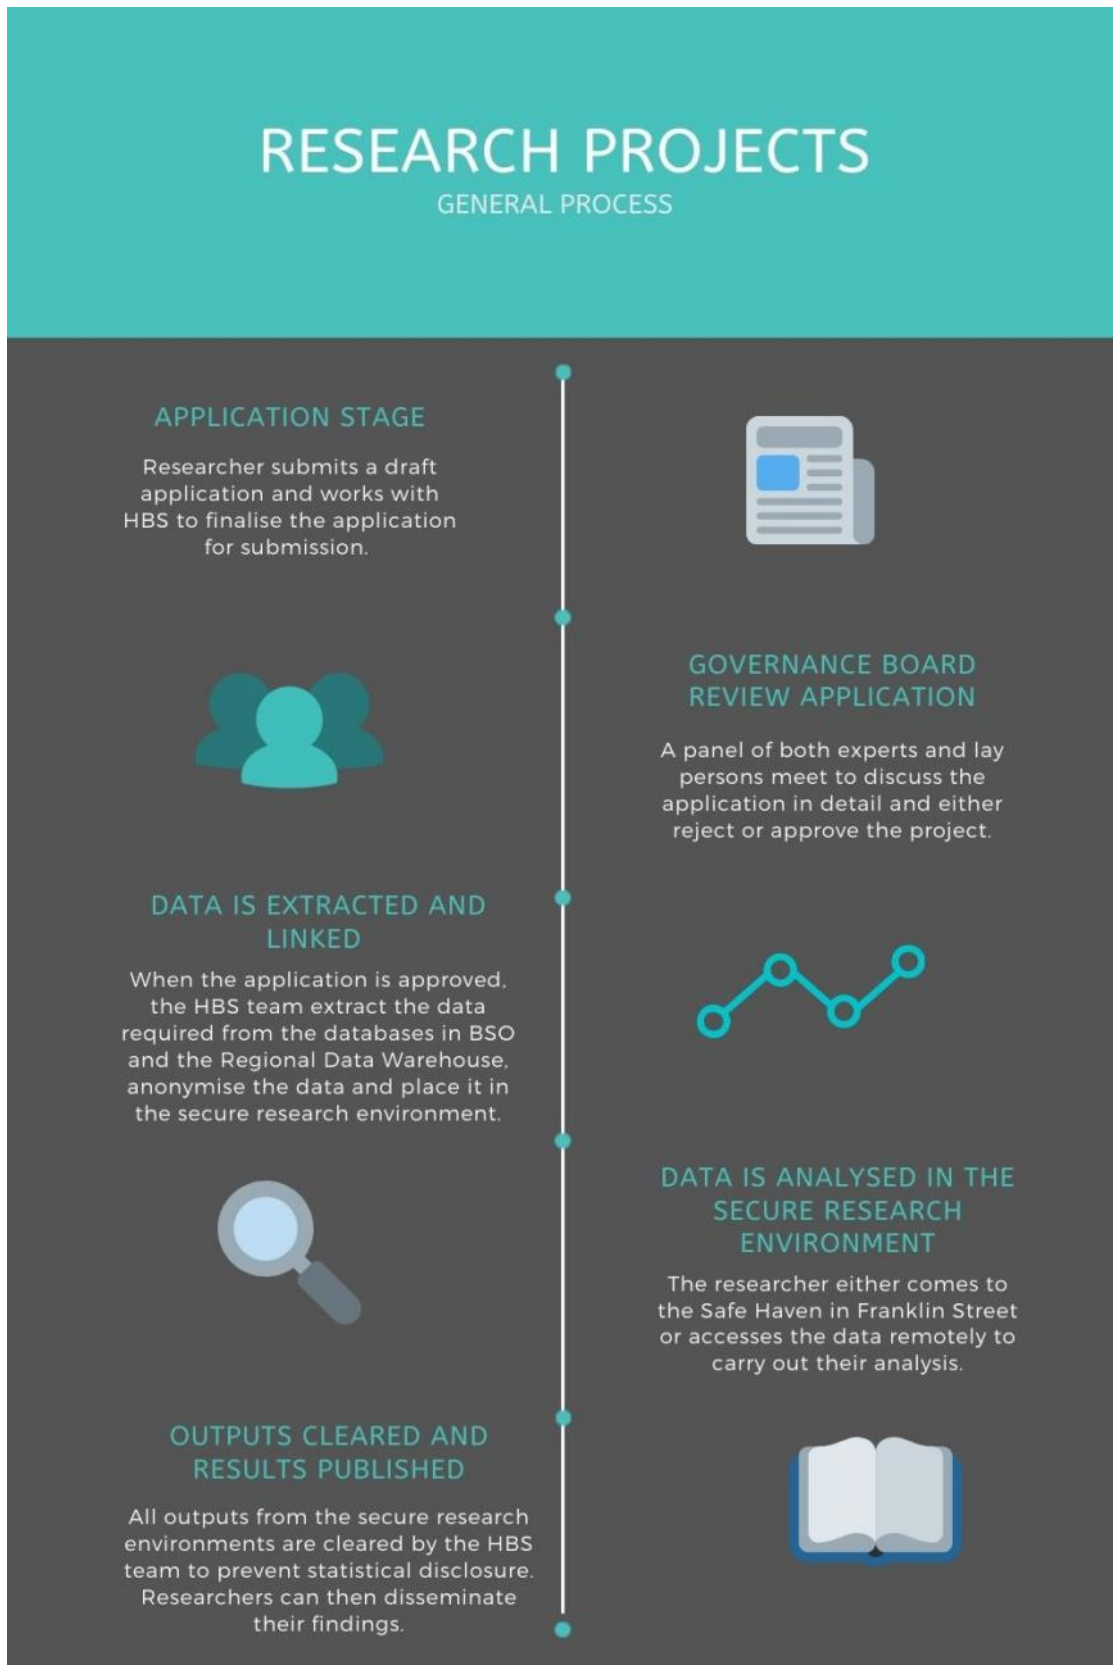 RESEARCH PROJECTS
GENERAL PROCESS
APPLICATION STAGE
Researcher submits a draft
application and works with
HBS to finalise the application
for submission.
GOVERNANCE BOARD
REVIEW APPLICATION
A panel of both experts and lay
persons meet to discuss the
application in detail and either
reject or approve the project.
DATA IS EXTRACTED AND
LINKED
When the application is approved,
the HBS team extract the data
required from the databases in BSO
and the Regional Data Warehouse,
anonymise the data and place it in
the secure research environment.
DATA IS ANALYSED IN THE
SECURE RESEARCH
ENVIRONMENT
The researcher either comes to
the Safe Haven in Franklin Street
or accesses the data remotely to
carry out their analysis.
OUTPUTS CLEARED AND
RESULTS PUBLISHED
All outputs from the secure research
environments are cleared by the HBS
team to prevent statistical disclosure.
Researchers can then disseminate
their findings.